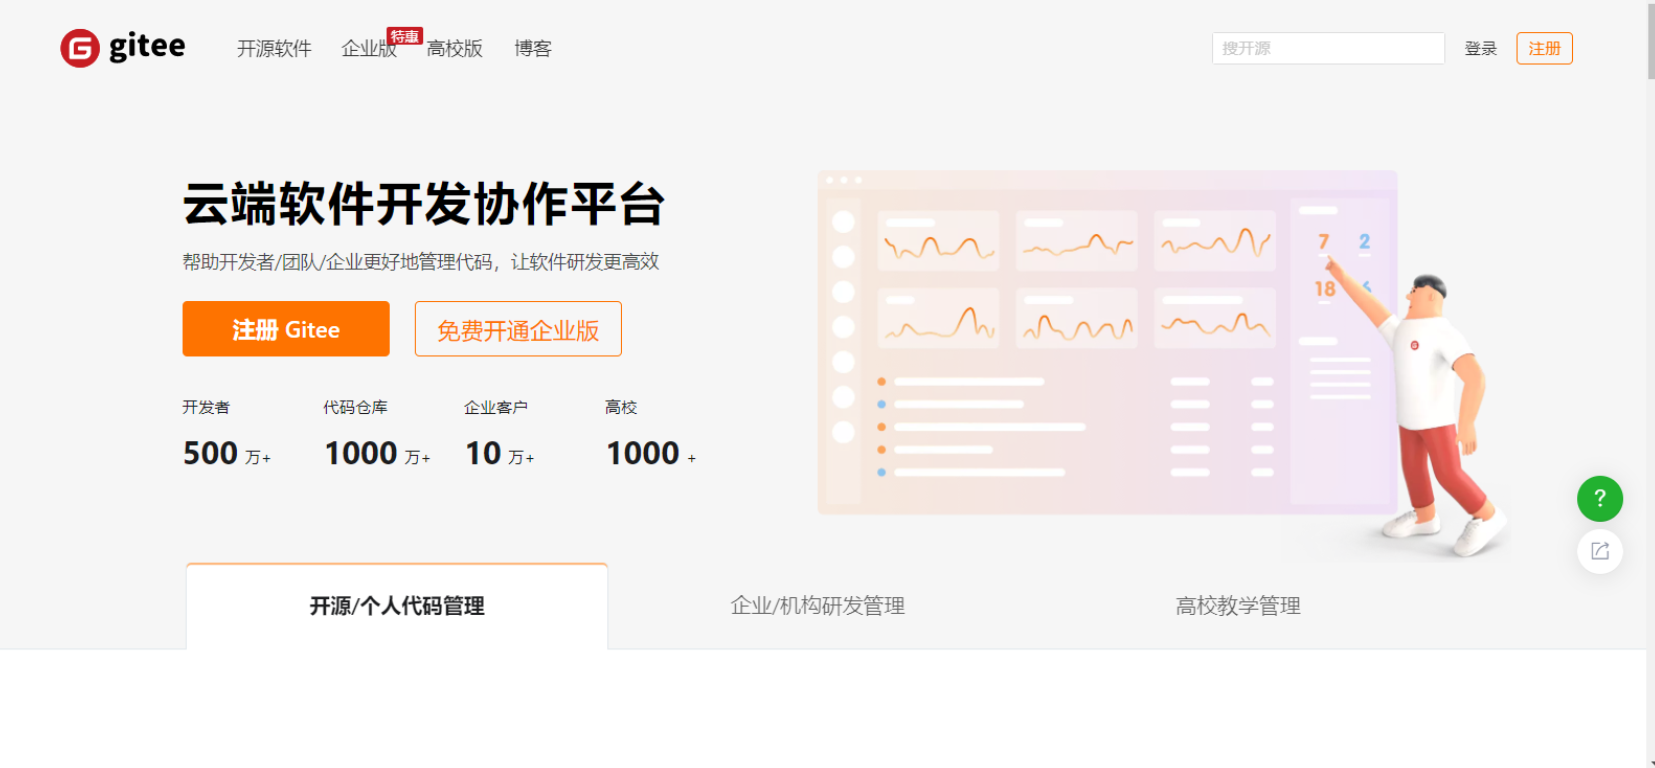 gitee 开源软件 企业版 特惠 高校版 博客 搜开源 登录 注册
云端软件开发协作平台
帮助开发者/团队/企业更好地管理代码，让软件研发更高效
注册 Gitee 免费开通企业版
开发者 代码仓库 企业客户 高校
500 万+ 1000 万+ 10 万+ 1000 +
7 2
18 6
?
开源/个人代码管理 企业/机构研发管理 高校教学管理